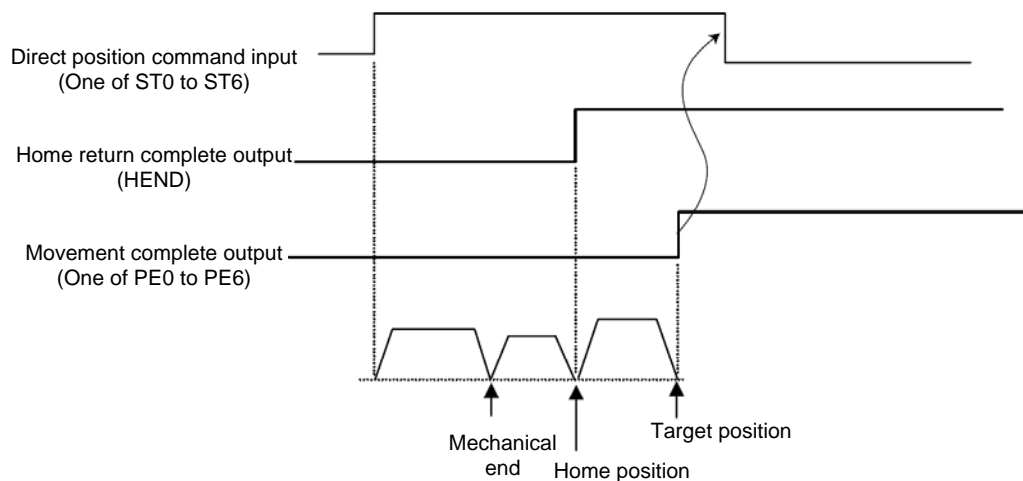 Direct position command input
(One of ST0 to ST6)
Home return complete output
(HEND)
Movement complete output
(One of PE0 to PE6)
Mechanical
end
Home position
Target position